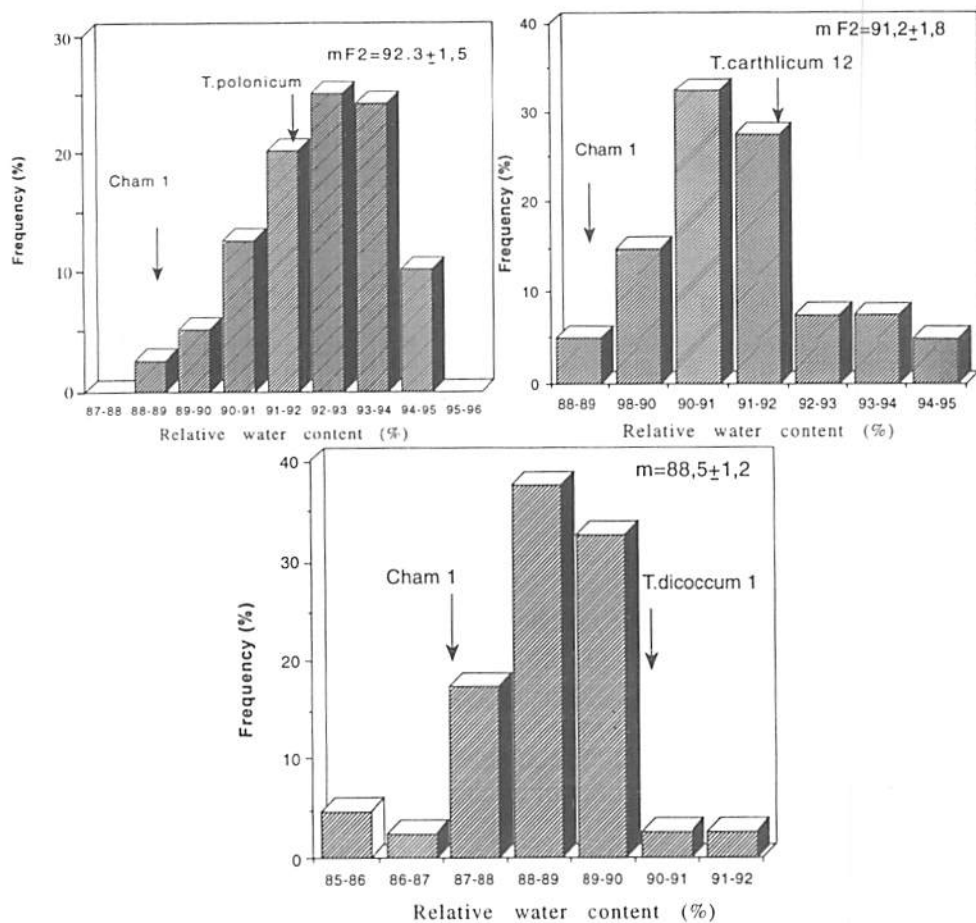 30
20
10
0
Frequency (%)
mF2=92.3±1,5
T.polonicum
Cham 1
87-88 88-89 89-90 90-91 91-92 92-93 93-94 94-95 95-96
Relative water content (%)
40
30
20
10
0
Frequency (%)
mF2=91,2±1,8
T.carthlicum 12
Cham 1
88-89 98-90 90-91 91-92 92-93 93-94 94-95
Relative water content (%)
40
30
20
10
0
Frequency (%)
m=88,5±1,2
Cham 1
T.dicoccum 1
85-86 86-87 87-88 88-89 89-90 90-91 91-92
Relative water content (%)